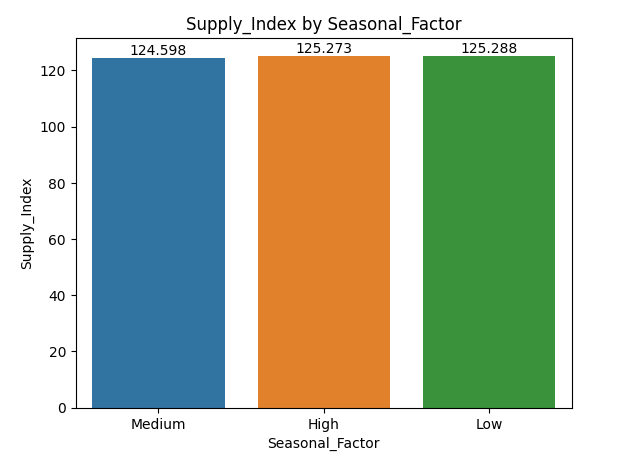 Supply_Index by Seasonal_Factor
124.598 125.273 125.288
120
100
80
60
40
20
0
Supply_Index
Medium High Low
Seasonal_Factor